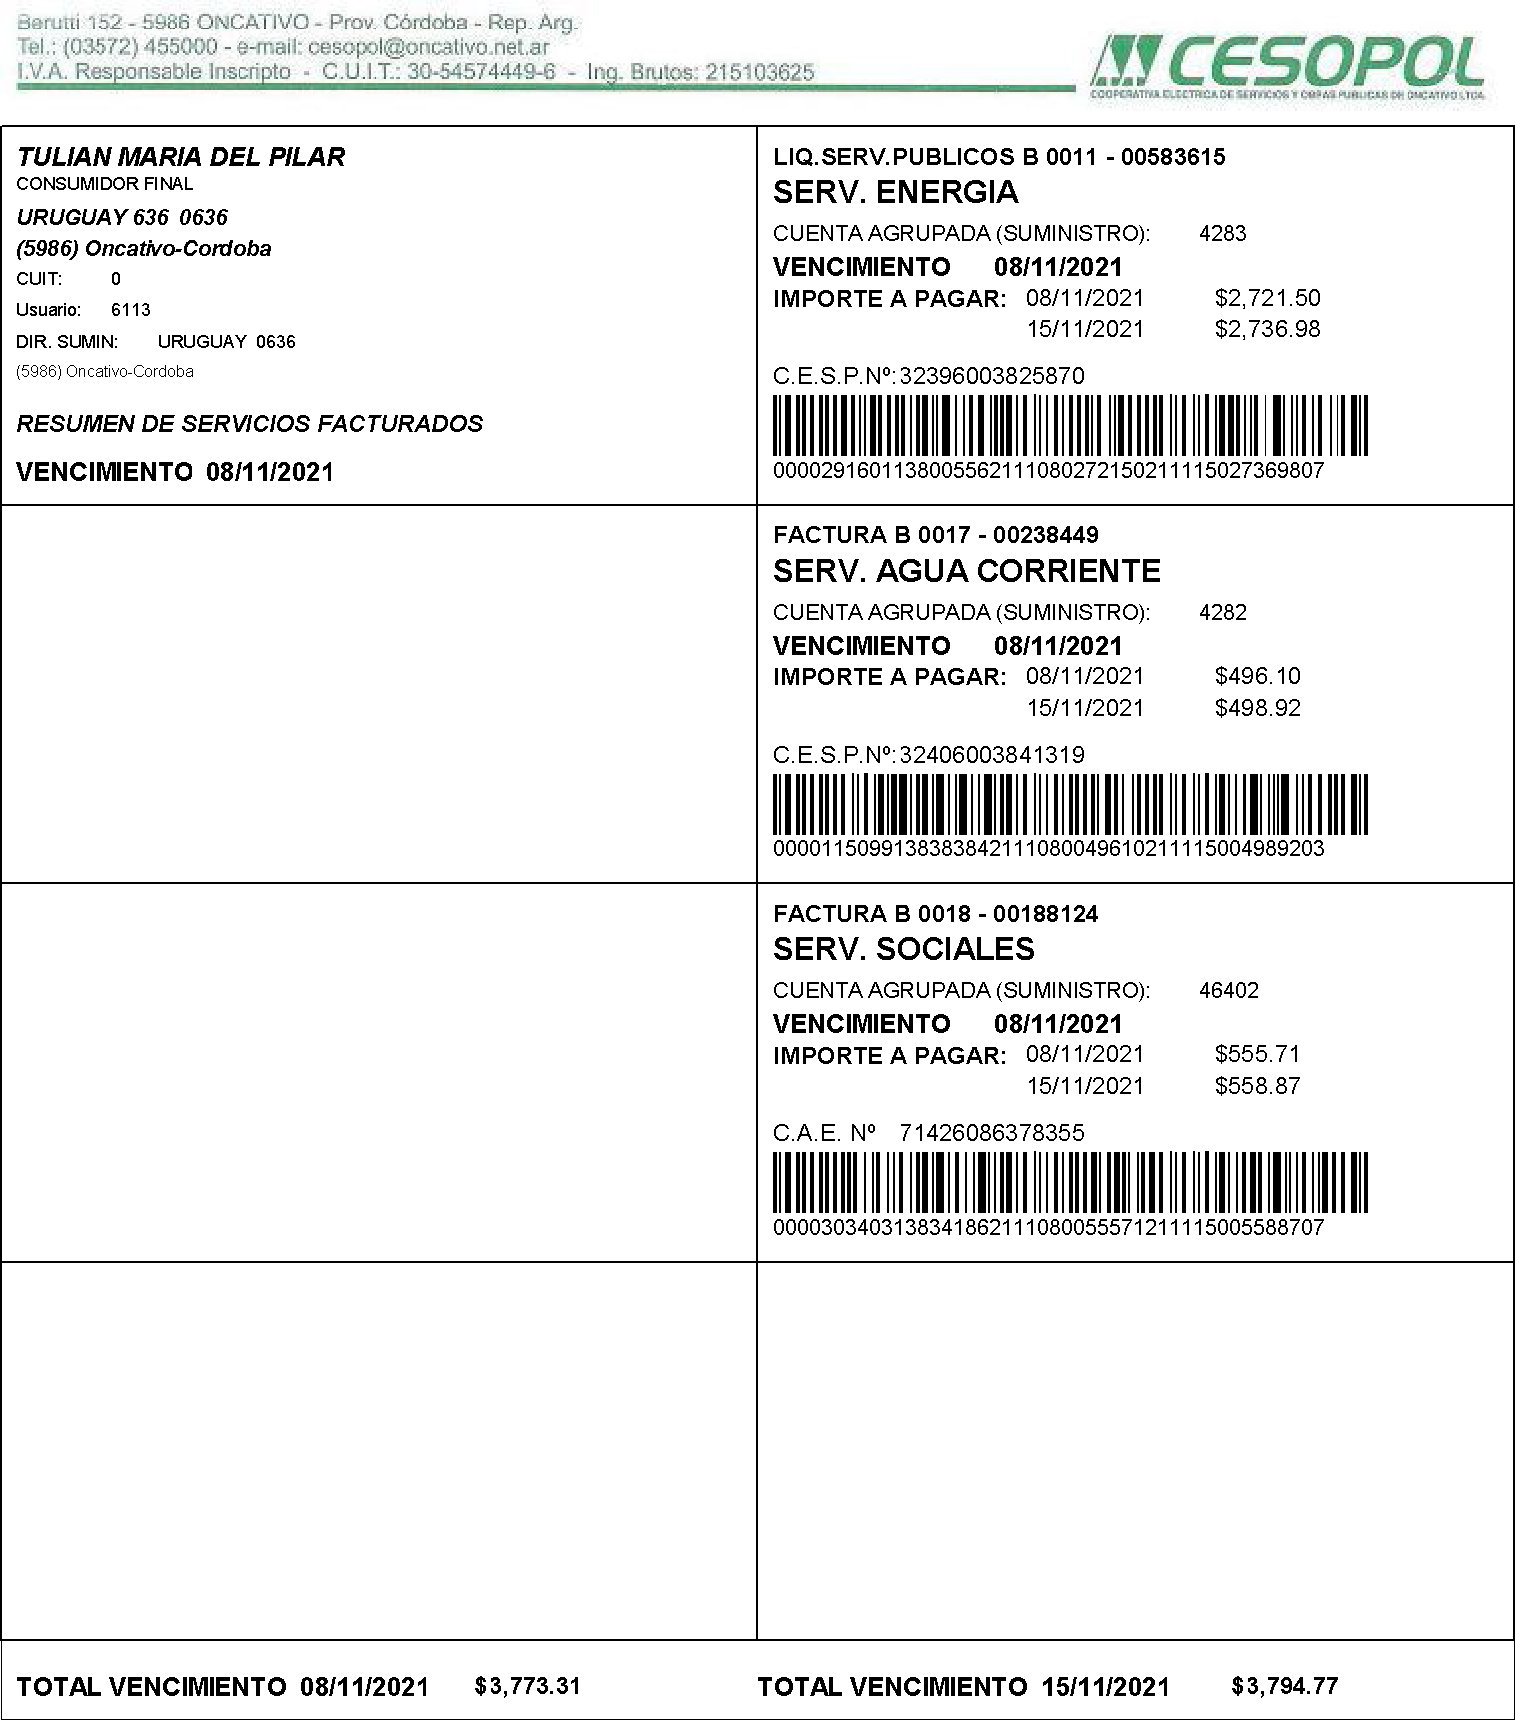 Berutti 152 - 5986 ONCATIVO - Prov. Córdoba - Rep. Arg.
Tel.: (03572) 455000 - e-mail: cesopol@oncativo.net.ar
I.V.A. Responsable Inscripto - C.U.I.T.: 30-54574449-6 - Ing. Brutos: 215103625
CESOPOL
COOPERATIVA ELECTRICA DE SERVICIOS Y OBRAS PUBLICAS DE ONCATIVO LTDA.
TULIAN MARIA DEL PILAR
CONSUMIDOR FINAL
URUGUAY 636 0636
(5986) Oncativo-Cordoba
CUIT: 0
Usuario: 6113
DIR. SUMIN: URUGUAY 0636
(5986) Oncativo-Cordoba
RESUMEN DE SERVICIOS FACTURADOS
VENCIMIENTO 08/11/2021
LIQ.SERV.PUBLICOS B 0011 - 00583615
SERV. ENERGIA
CUENTA AGRUPADA (SUMINISTRO): 4283
VENCIMIENTO 08/11/2021
IMPORTE A PAGAR: 08/11/2021 $2,721.50
15/11/2021 $2,736.98
C.E.S.P.Nº: 32396003825870
00002916011380055621110802721502111150273698​07
FACTURA B 0017 - 00238449
SERV. AGUA CORRIENTE
CUENTA AGRUPADA (SUMINISTRO): 4282
VENCIMIENTO 08/11/2021
IMPORTE A PAGAR: 08/11/2021 $496.10
15/11/2021 $498.92
C.E.S.P.Nº: 32406003841319
0000115099138383842111080049610211115004989203
FACTURA B 0018 - 00188124
SERV. SOCIALES
CUENTA AGRUPADA (SUMINISTRO): 46402
VENCIMIENTO 08/11/2021
IMPORTE A PAGAR: 08/11/2021 $555.71
15/11/2021 $558.87
C.A.E. Nº 71426086378355
0000303403138341862111080055571211115005588707
TOTAL VENCIMIENTO 08/11/2021 $3,773.31
TOTAL VENCIMIENTO 15/11/2021 $3,794.77